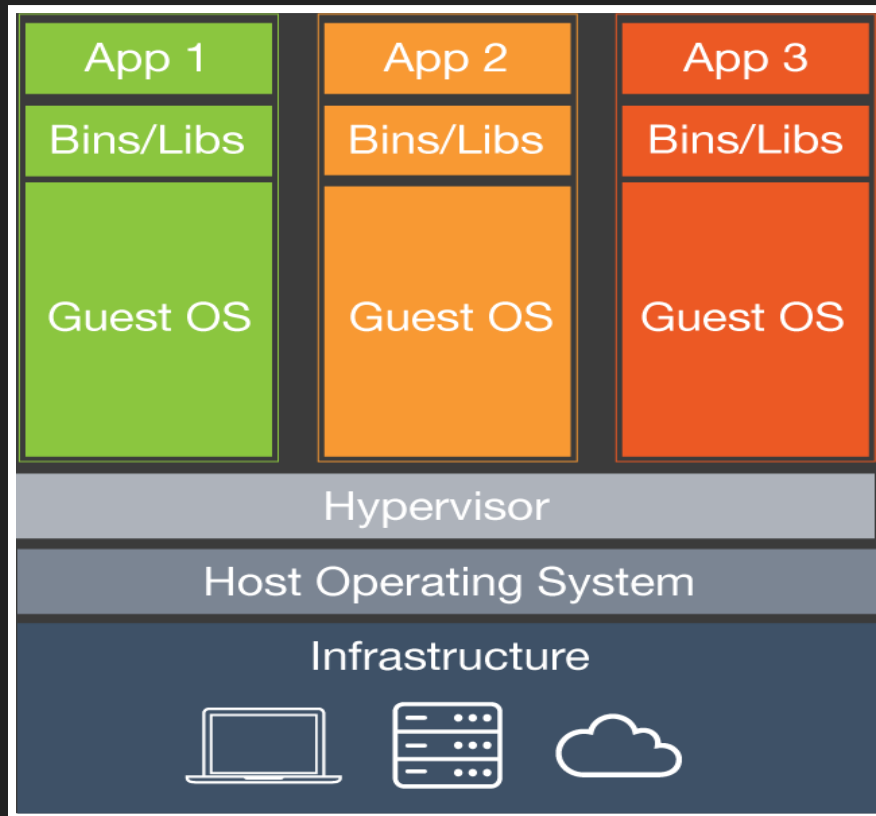 App 1
App 2
App 3
Bins/Libs
Bins/Libs
Bins/Libs
Guest OS
Guest OS
Guest OS
Hypervisor
Host Operating System
Infrastructure